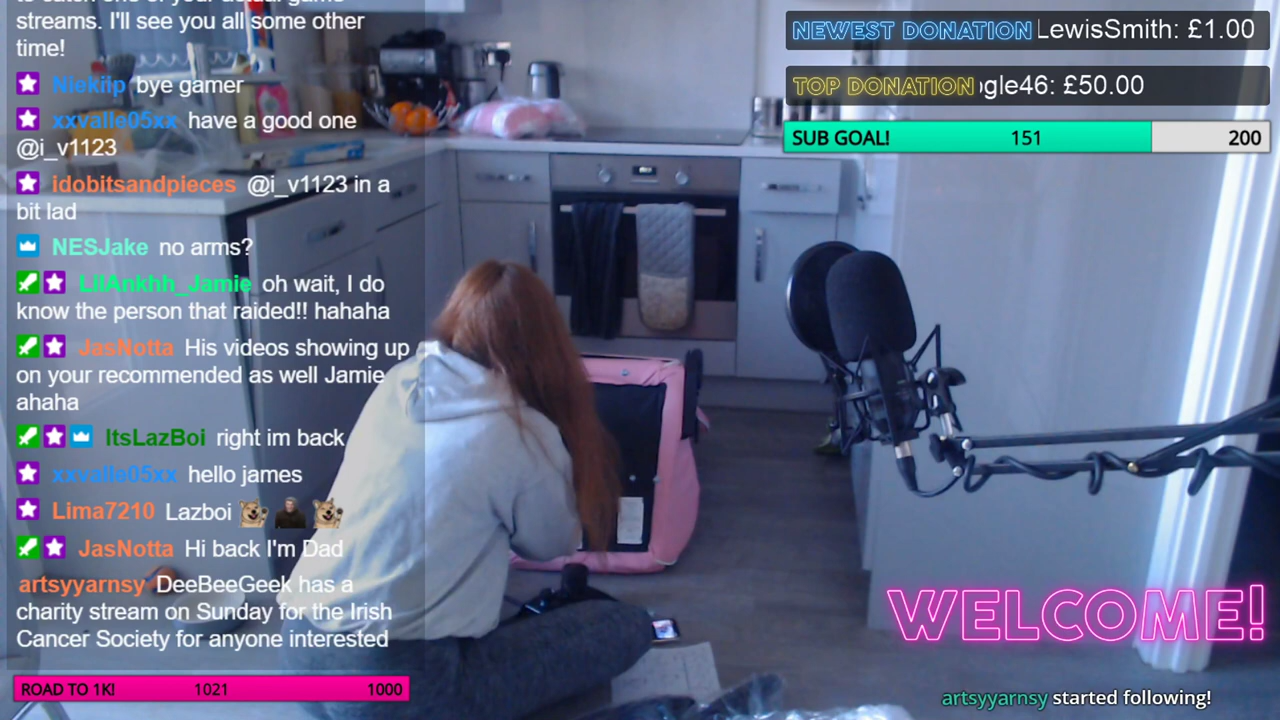 streams. I'll see you all some other
time!
Niekiip bye gamer
xxvalle05xx have a good one
@i_v1123
idobitsandpieces @i_v1123 in a
bit lad
NESJake no arms?
LilAnkhh_Jamie oh wait, I do
know the person that raided!! hahaha
JasNotta His videos showing up
on your recommended as well Jamie
ahaha
ItsLazBoi right im back
xxvalle05xx hello james
Lima7210 Lazboi
JasNotta Hi back I'm Dad
artsyyarnsy DeeBeeGeek has a
charity stream on Sunday for the Irish
Cancer Society for anyone interested
ROAD TO 1K! 1021 1000
NEWEST DONATION LewisSmith: £1.00
TOP DONATION gle46: £50.00
SUB GOAL! 151 200
WELCOME!
artsyyarnsy started following!